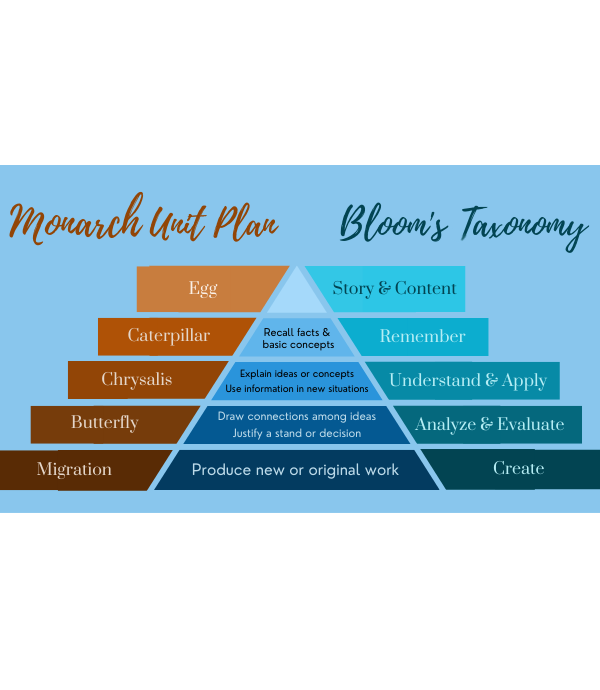 Monarch Unit Plan
Bloom's Taxonomy
Egg
Story & Content
Caterpillar
Recall facts &
basic concepts
Remember
Chrysalis
Explain ideas or concepts
Use information in new situations
Understand & Apply
Butterfly
Draw connections among ideas
Justify a stand or decision
Analyze & Evaluate
Migration
Produce new or original work
Create